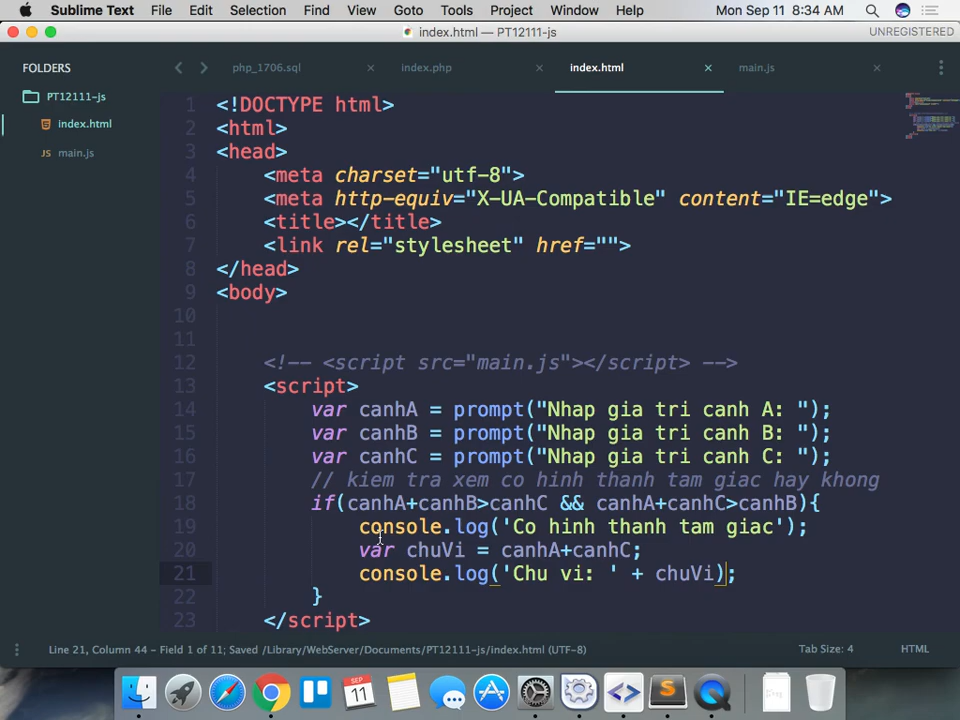 Sublime Text File Edit Selection Find View Goto Tools Project Window Help Mon Sep 11 8:34 AM
index.html — PT12111-js UNREGISTERED
FOLDERS
PT12111-js
index.html
main.js
php_1706.sql index.php index.html main.js
1 <!DOCTYPE html>
2 <html>
3 <head>
4 <meta charset="utf-8">
5 <meta http-equiv="X-UA-Compatible" content="IE=edge">
6 <title></title>
7 <link rel="stylesheet" href="">
8 </head>
9 <body>
10
11
12 <!-- <script src="main.js"></script> -->
13 <script>
14 var canhA = prompt("Nhap gia tri canh A: ");
15 var canhB = prompt("Nhap gia tri canh B: ");
16 var canhC = prompt("Nhap gia tri canh C: ");
17 // kiem tra xem co hinh thanh tam giac hay khong
18 if(canhA+canhB>canhC && canhA+canhC>canhB){
19 console.log('Co hinh thanh tam giac');
20 var chuVi = canhA+canhC;
21 console.log('Chu vi: ' + chuVi);
22 }
23 </script>
Line 21, Column 44 - Field 1 of 11; Saved /Library/WebServer/Documents/PT12111-js/index.html (UTF-8) Tab Size: 4 HTML
SEP
11